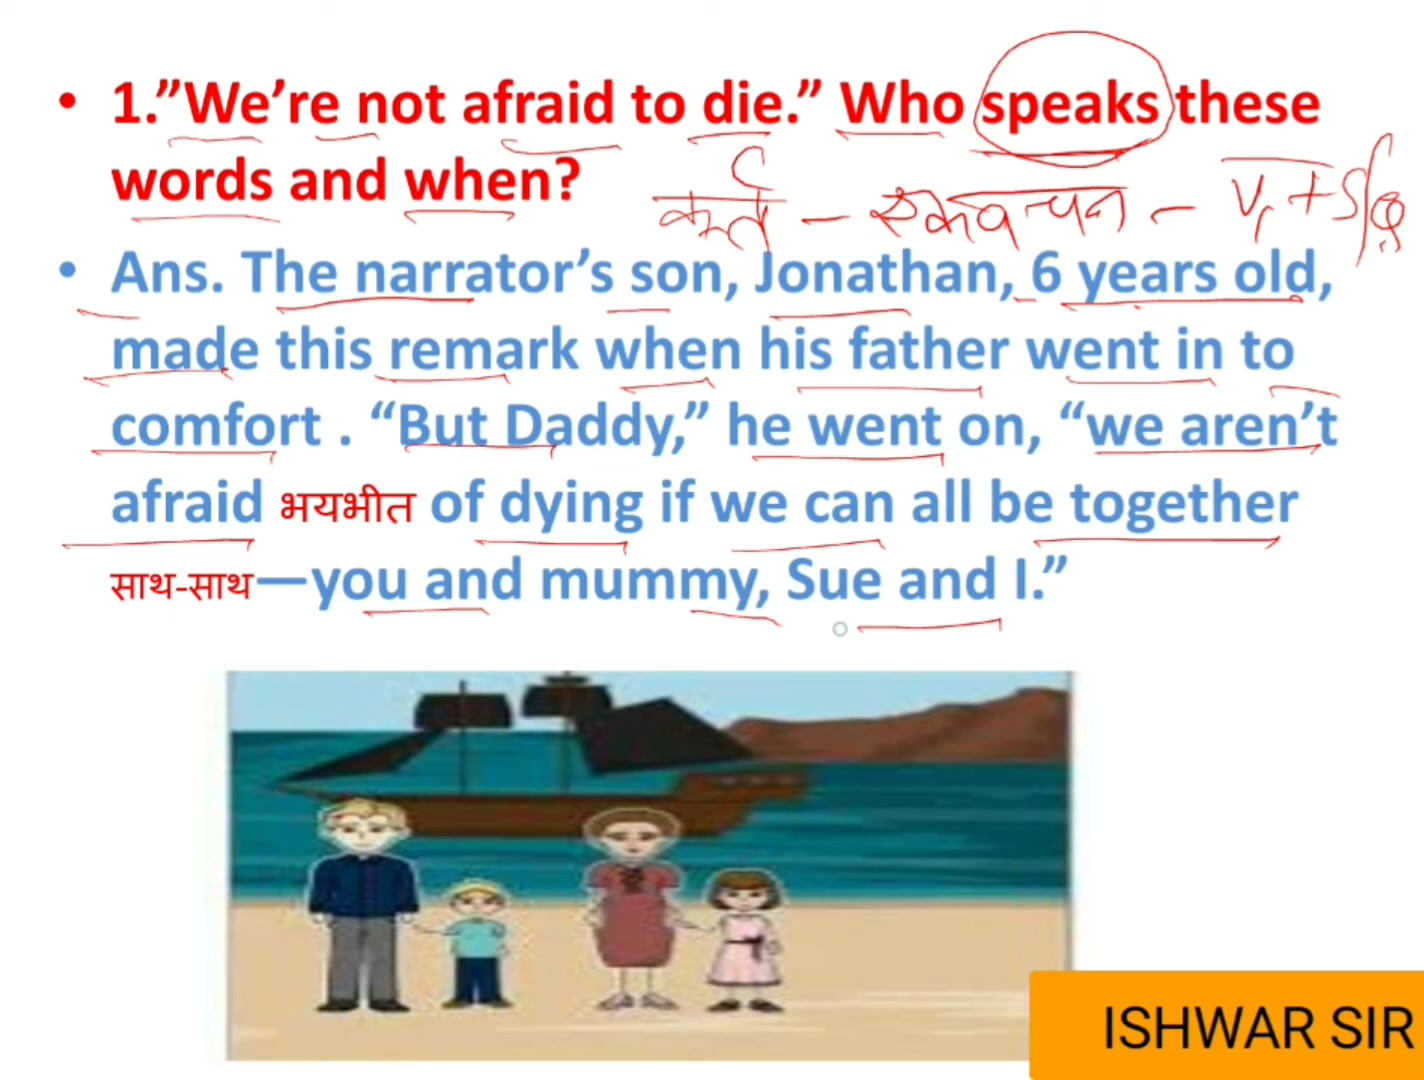 • 1.”We’re not afraid to die.” Who speaks these
words and when?
कर्ता – एकवचन – V₁ + s/es
• Ans. The narrator’s son, Jonathan, 6 years old,
made this remark when his father went in to
comfort . “But Daddy,” he went on, “we aren’t
afraid भयभीत of dying if we can all be together
साथ-साथ—you and mummy, Sue and I.”
ISHWAR SIR